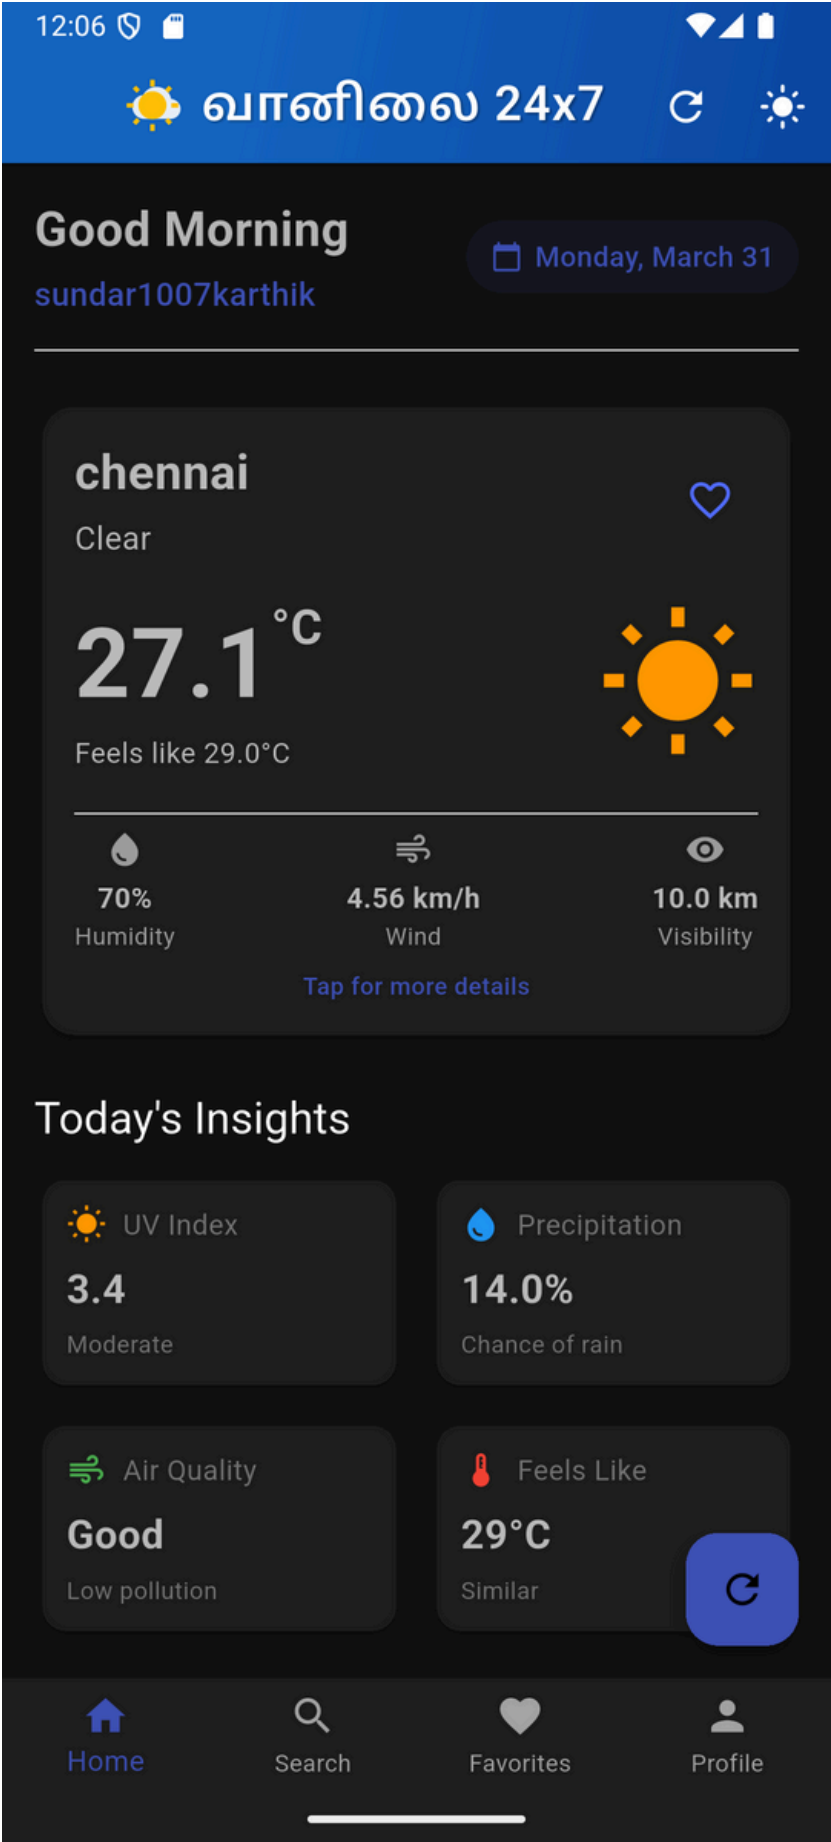 12:06
வானிலை 24x7
Good Morning
sundar1007karthik
Monday, March 31
chennai
Clear
27.1°C
Feels like 29.0°C
70% 4.56 km/h 10.0 km
Humidity Wind Visibility
Tap for more details
Today's Insights
UV Index
3.4
Moderate
Precipitation
14.0%
Chance of rain
Air Quality
Good
Low pollution
Feels Like
29°C
Similar
Home Search Favorites Profile